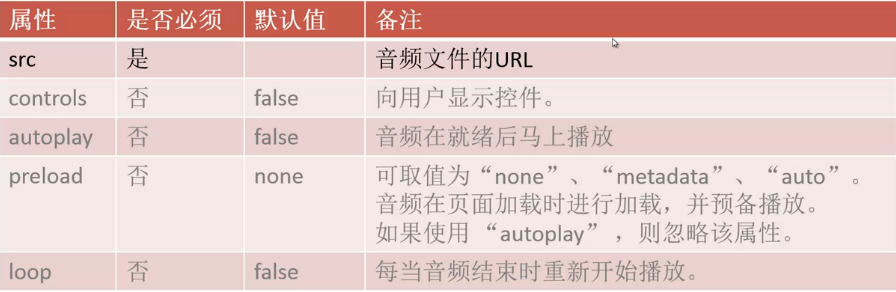 属性 是否必须 默认值 备注
src 是 音频文件的URL
controls 否 false 向用户显示控件。
autoplay 否 false 音频在就绪后马上播放
preload 否 none 可取值为“none”、“metadata”、“auto”。
音频在页面加载时进行加载，并预备播放。
如果使用 “autoplay” ，则忽略该属性。
loop 否 false 每当音频结束时重新开始播放。